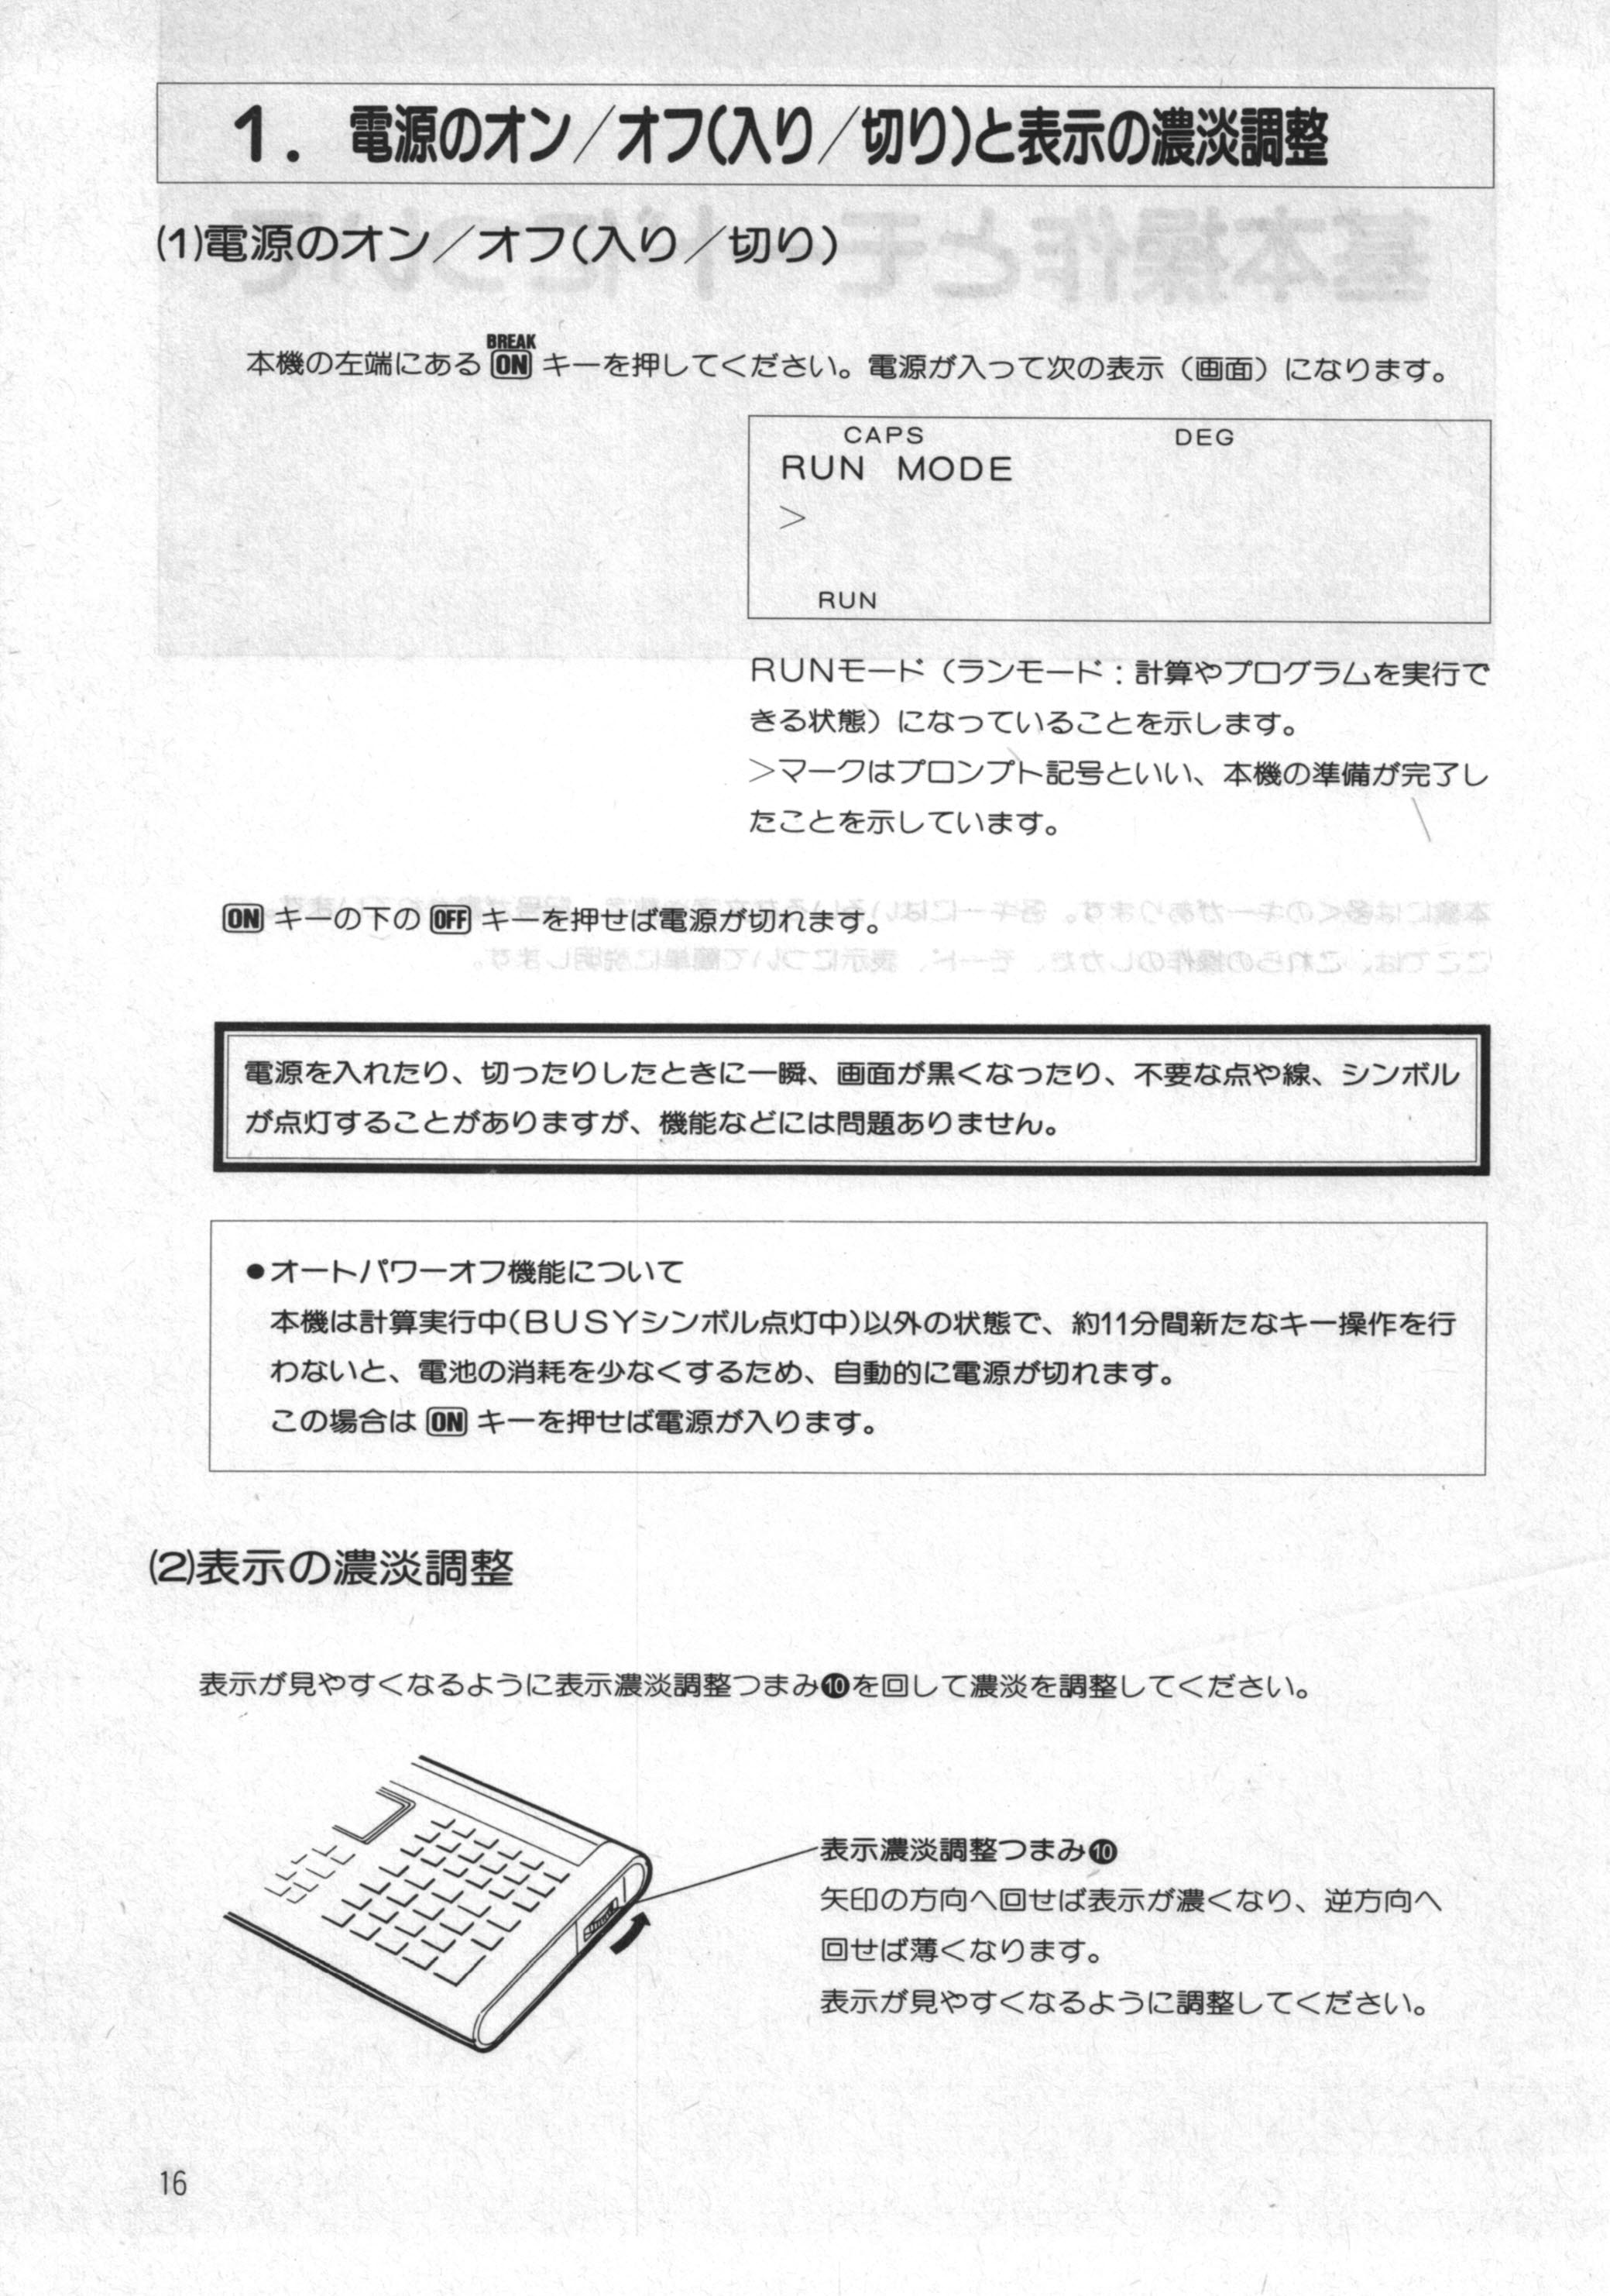 1．電源のオン／オフ(入り／切り)と表示の濃淡調整
(1)電源のオン／オフ(入り／切り)
BREAK
本機の左端にある ON キーを押してください。電源が入って次の表示（画面）になります。
CAPS DEG
RUN MODE
>
RUN
RUNモード（ランモード：計算やプログラムを実行で
きる状態）になっていることを示します。
＞マークはプロンプト記号といい、本機の準備が完了し
たことを示しています。
ON キーの下の OFF キーを押せば電源が切れます。
電源を入れたり、切ったりしたときに一瞬、画面が黒くなったり、不要な点や線、シンボル
が点灯することがありますが、機能などには問題ありません。
●オートパワーオフ機能について
本機は計算実行中(BUSYシンボル点灯中)以外の状態で、約11分間新たなキー操作を行
わないと、電池の消耗を少なくするため、自動的に電源が切れます。
この場合は ON キーを押せば電源が入ります。
(2)表示の濃淡調整
表示が見やすくなるように表示濃淡調整つまみ❿を回して濃淡を調整してください。
表示濃淡調整つまみ❿
矢印の方向へ回せば表示が濃くなり、逆方向へ
回せば薄くなります。
表示が見やすくなるように調整してください。
16